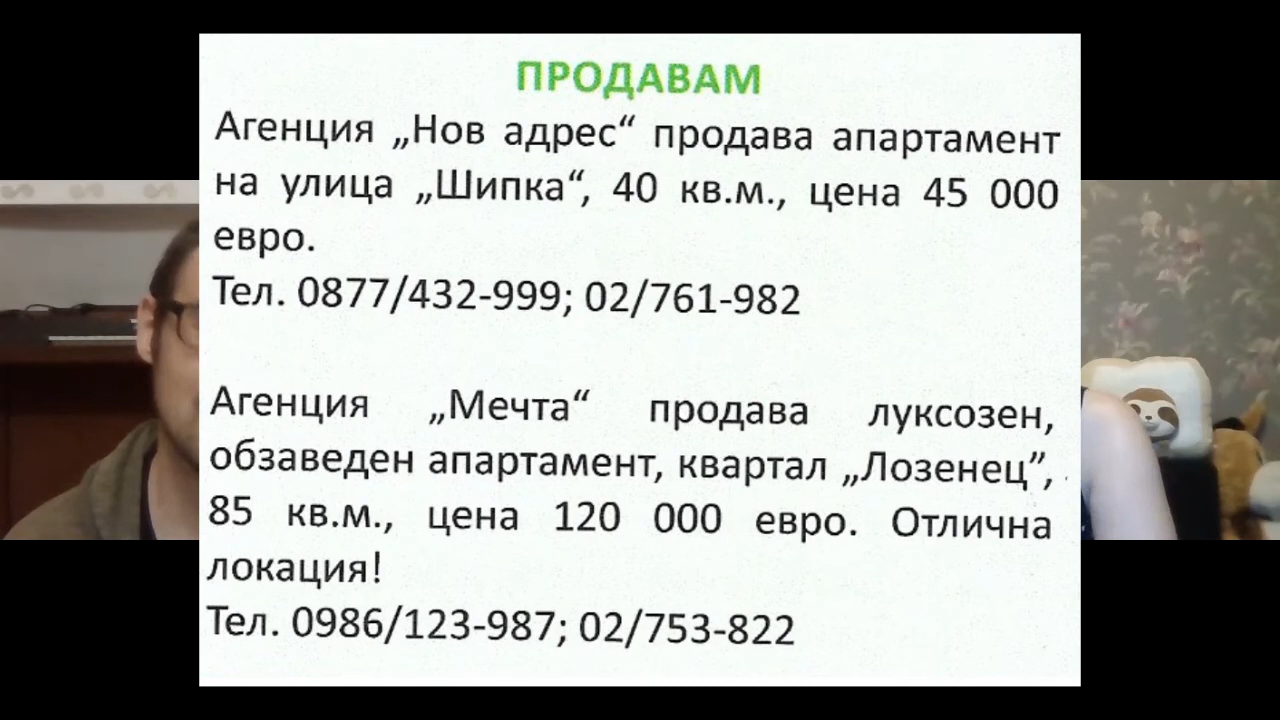 ПРОДАВАМ
Агенция „Нов адрес“ продава апартамент
на улица „Шипка“, 40 кв.м., цена 45 000
евро.
Тел. 0877/432-999; 02/761-982
Агенция „Мечта“ продава луксозен,
обзаведен апартамент, квартал „Лозенец”,
85 кв.м., цена 120 000 евро. Отлична
локация!
Тел. 0986/123-987; 02/753-822